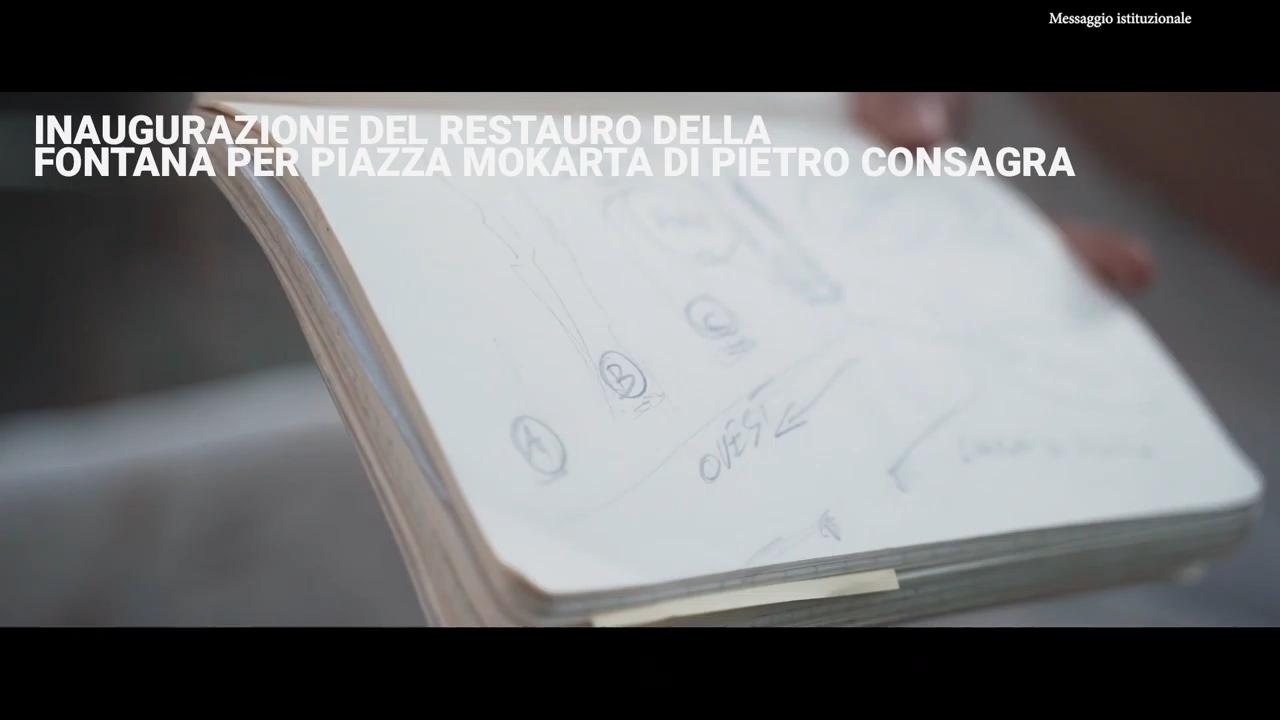 Messaggio istituzionale
INAUGURAZIONE DEL RESTAURO DELLA
FONTANA PER PIAZZA MOKARTA DI PIETRO CONSAGRA
C
B
A
OVEST